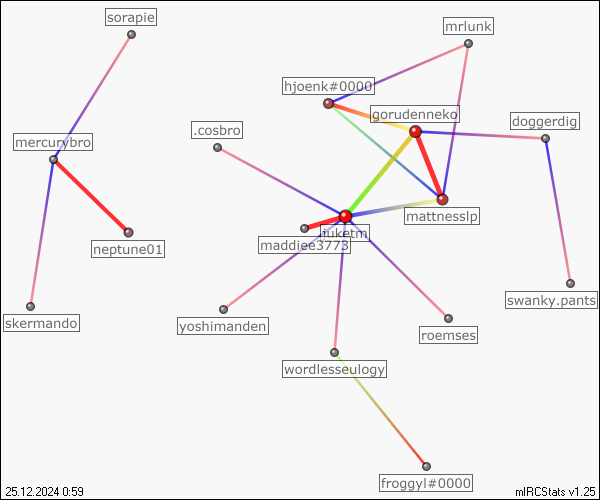 sorapie
mrlunk
hjoenk#0000
gorudenneko
doggerdig
.cosbro
mercurybro
mattnesslp
juketm
maddiee3773
neptune01
swanky.pants
skermando
yoshimanden
roemses
wordlesseulogy
froggyl#0000
25.12.2024 0:59
mIRCStats v1.25